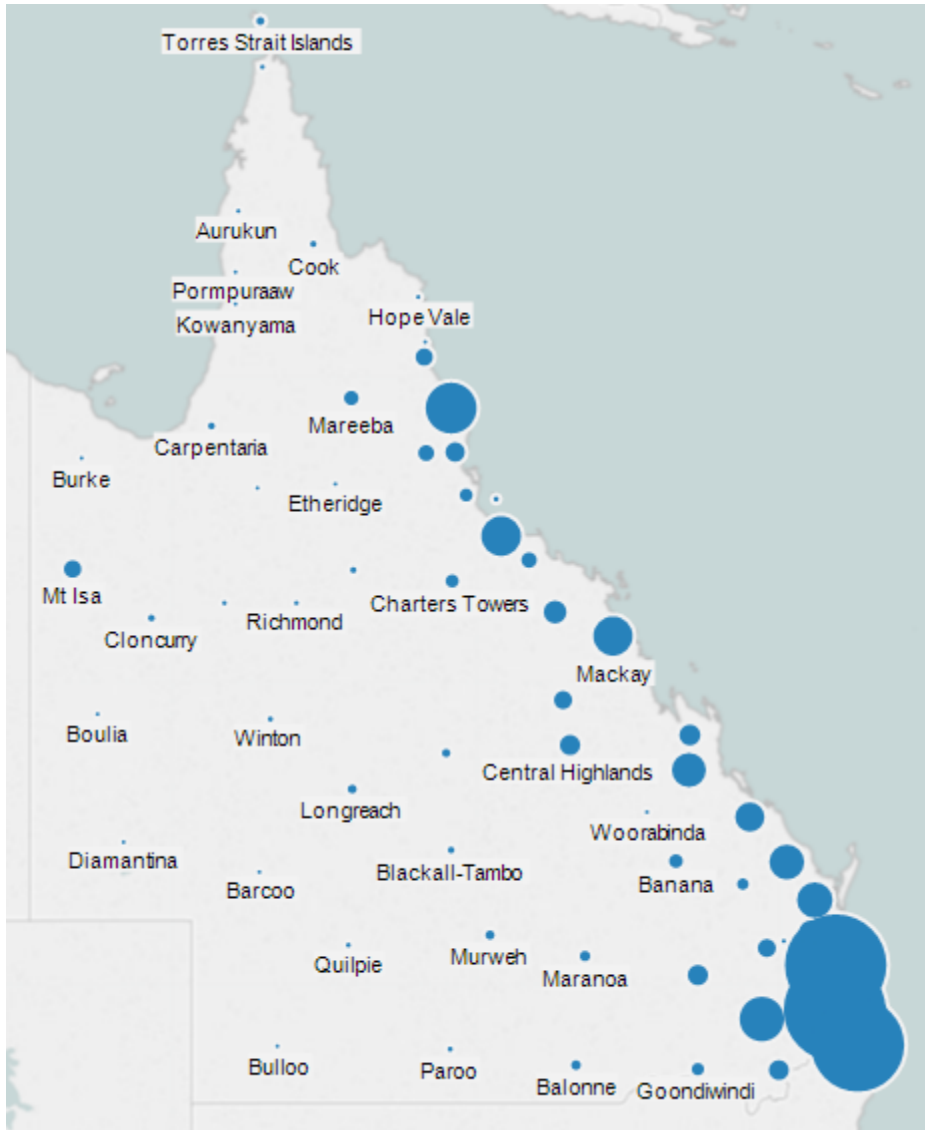 Torres Strait Islands
Aurukun
Cook
Pormpuraaw
Hope Vale
Kowanyama
Mareeba
Carpentaria
Burke
Etheridge
Mt Isa
Charters Towers
Richmond
Cloncurry
Mackay
Boulia
Winton
Central Highlands
Longreach
Woorabinda
Diamantina
Blackall-Tambo
Banana
Barcoo
Murweh
Quilpie
Maranoa
Bulloo
Paroo
Balonne
Goondiwindi